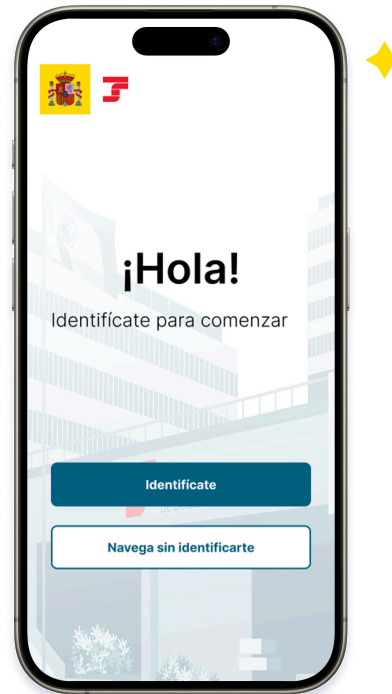 ¡Hola!
Identifícate para comenzar
Identifícate
Navega sin identificarte